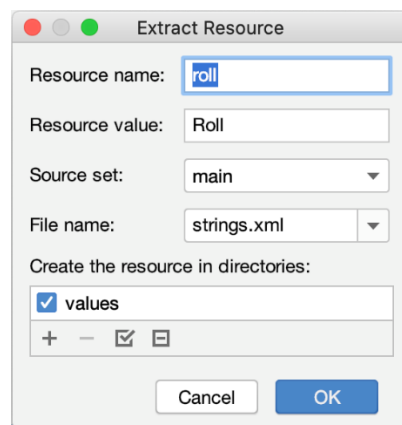 Extract Resource
Resource name: roll
Resource value: Roll
Source set: main
File name: strings.xml
Create the resource in directories:
values
Cancel OK